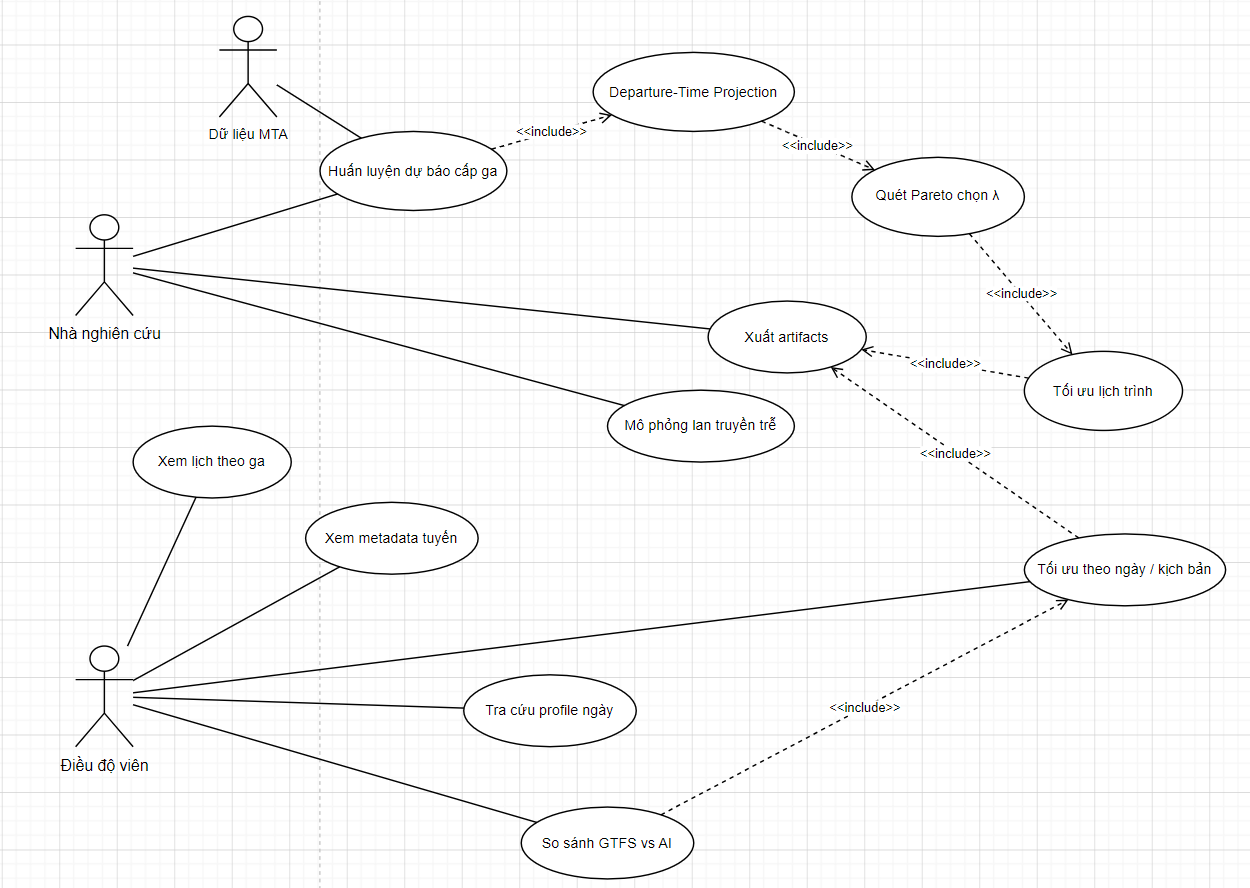 Dữ liệu MTA
Departure-Time Projection
<<include>>
<<include>>
Huấn luyện dự báo cấp ga
Quét Pareto chọn λ
<<include>>
Nhà nghiên cứu
Xuất artifacts
<<include>>
Tối ưu lịch trình
Mô phỏng lan truyền trễ
<<include>>
Xem lịch theo ga
Xem metadata tuyến
Tối ưu theo ngày / kịch bản
<<include>>
Tra cứu profile ngày
Điều độ viên
So sánh GTFS vs AI